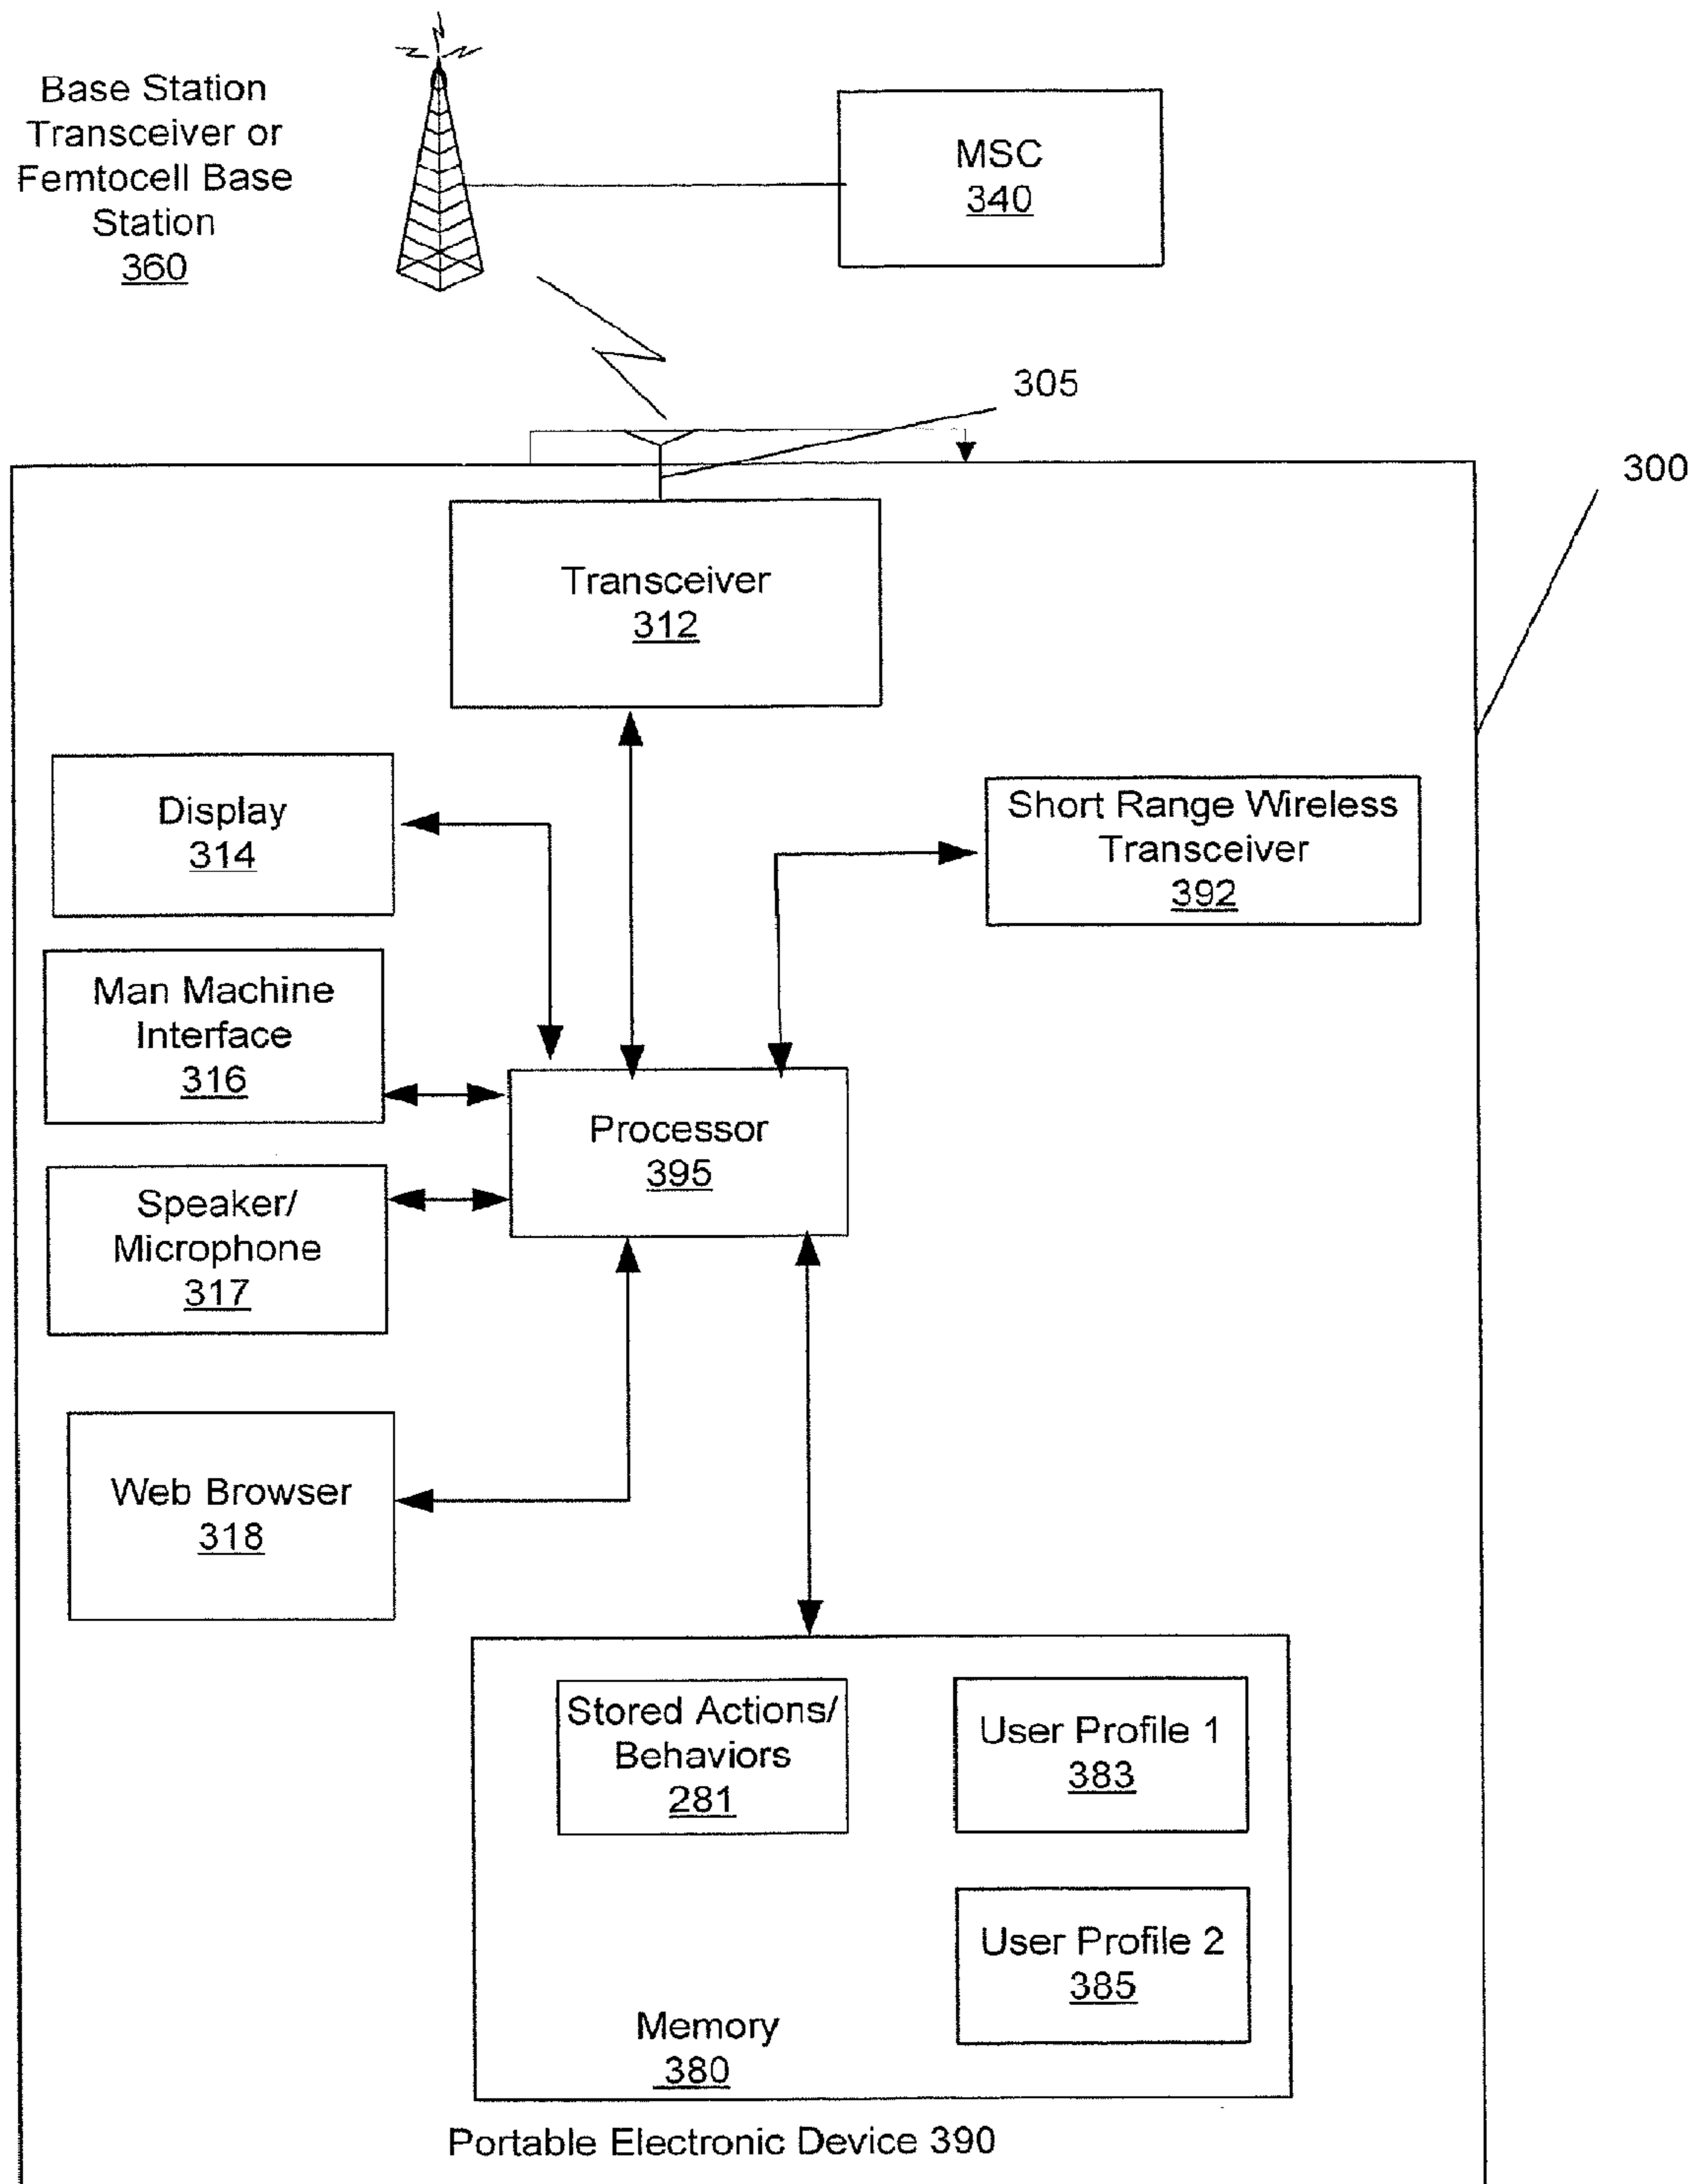 Base Station
Transceiver or
Femtocell Base
Station
360
MSC
340
305
300
Transceiver
312
Display
314
Short Range Wireless
Transceiver
392
Man Machine
Interface
316
Processor
395
Speaker/
Microphone
317
Web Browser
318
Stored Actions/
Behaviors
281
User Profile 1
383
User Profile 2
385
Memory
380
Portable Electronic Device 390